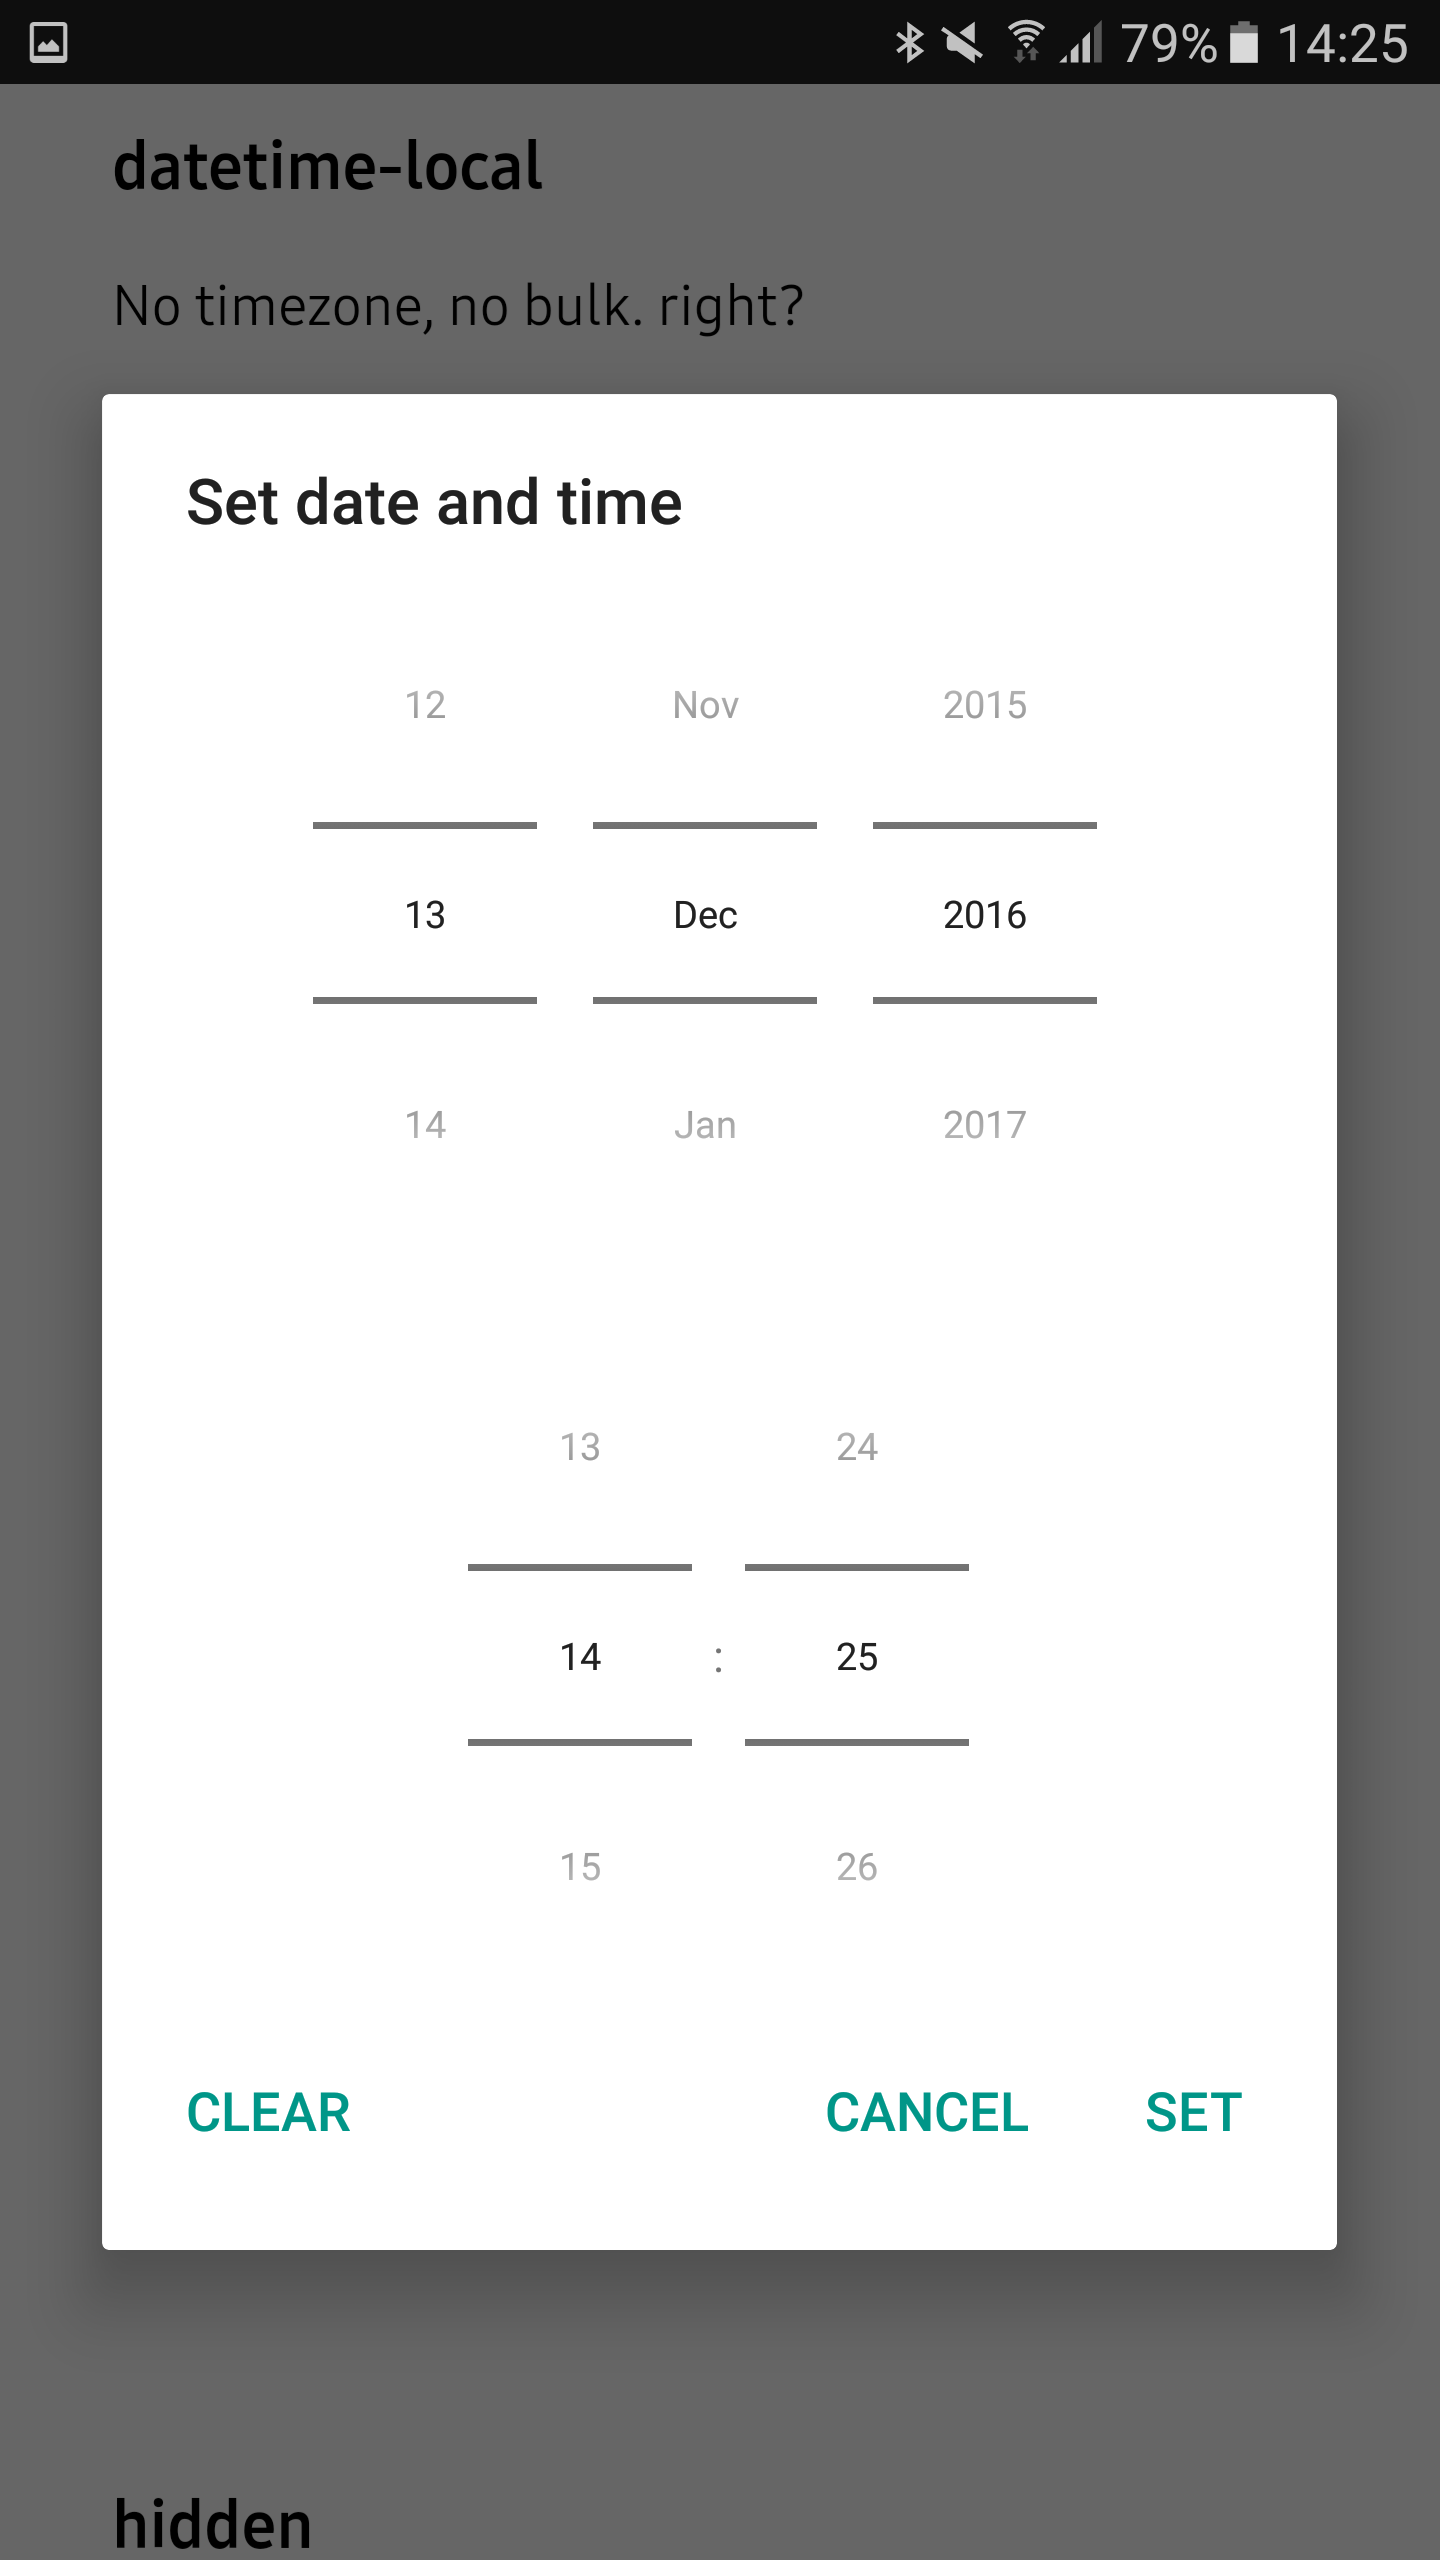 79% 14:25
datetime-local
No timezone, no bulk. right?
Set date and time
12 Nov 2015
13 Dec 2016
14 Jan 2017
13 24
14 : 25
15 26
CLEAR CANCEL SET
hidden